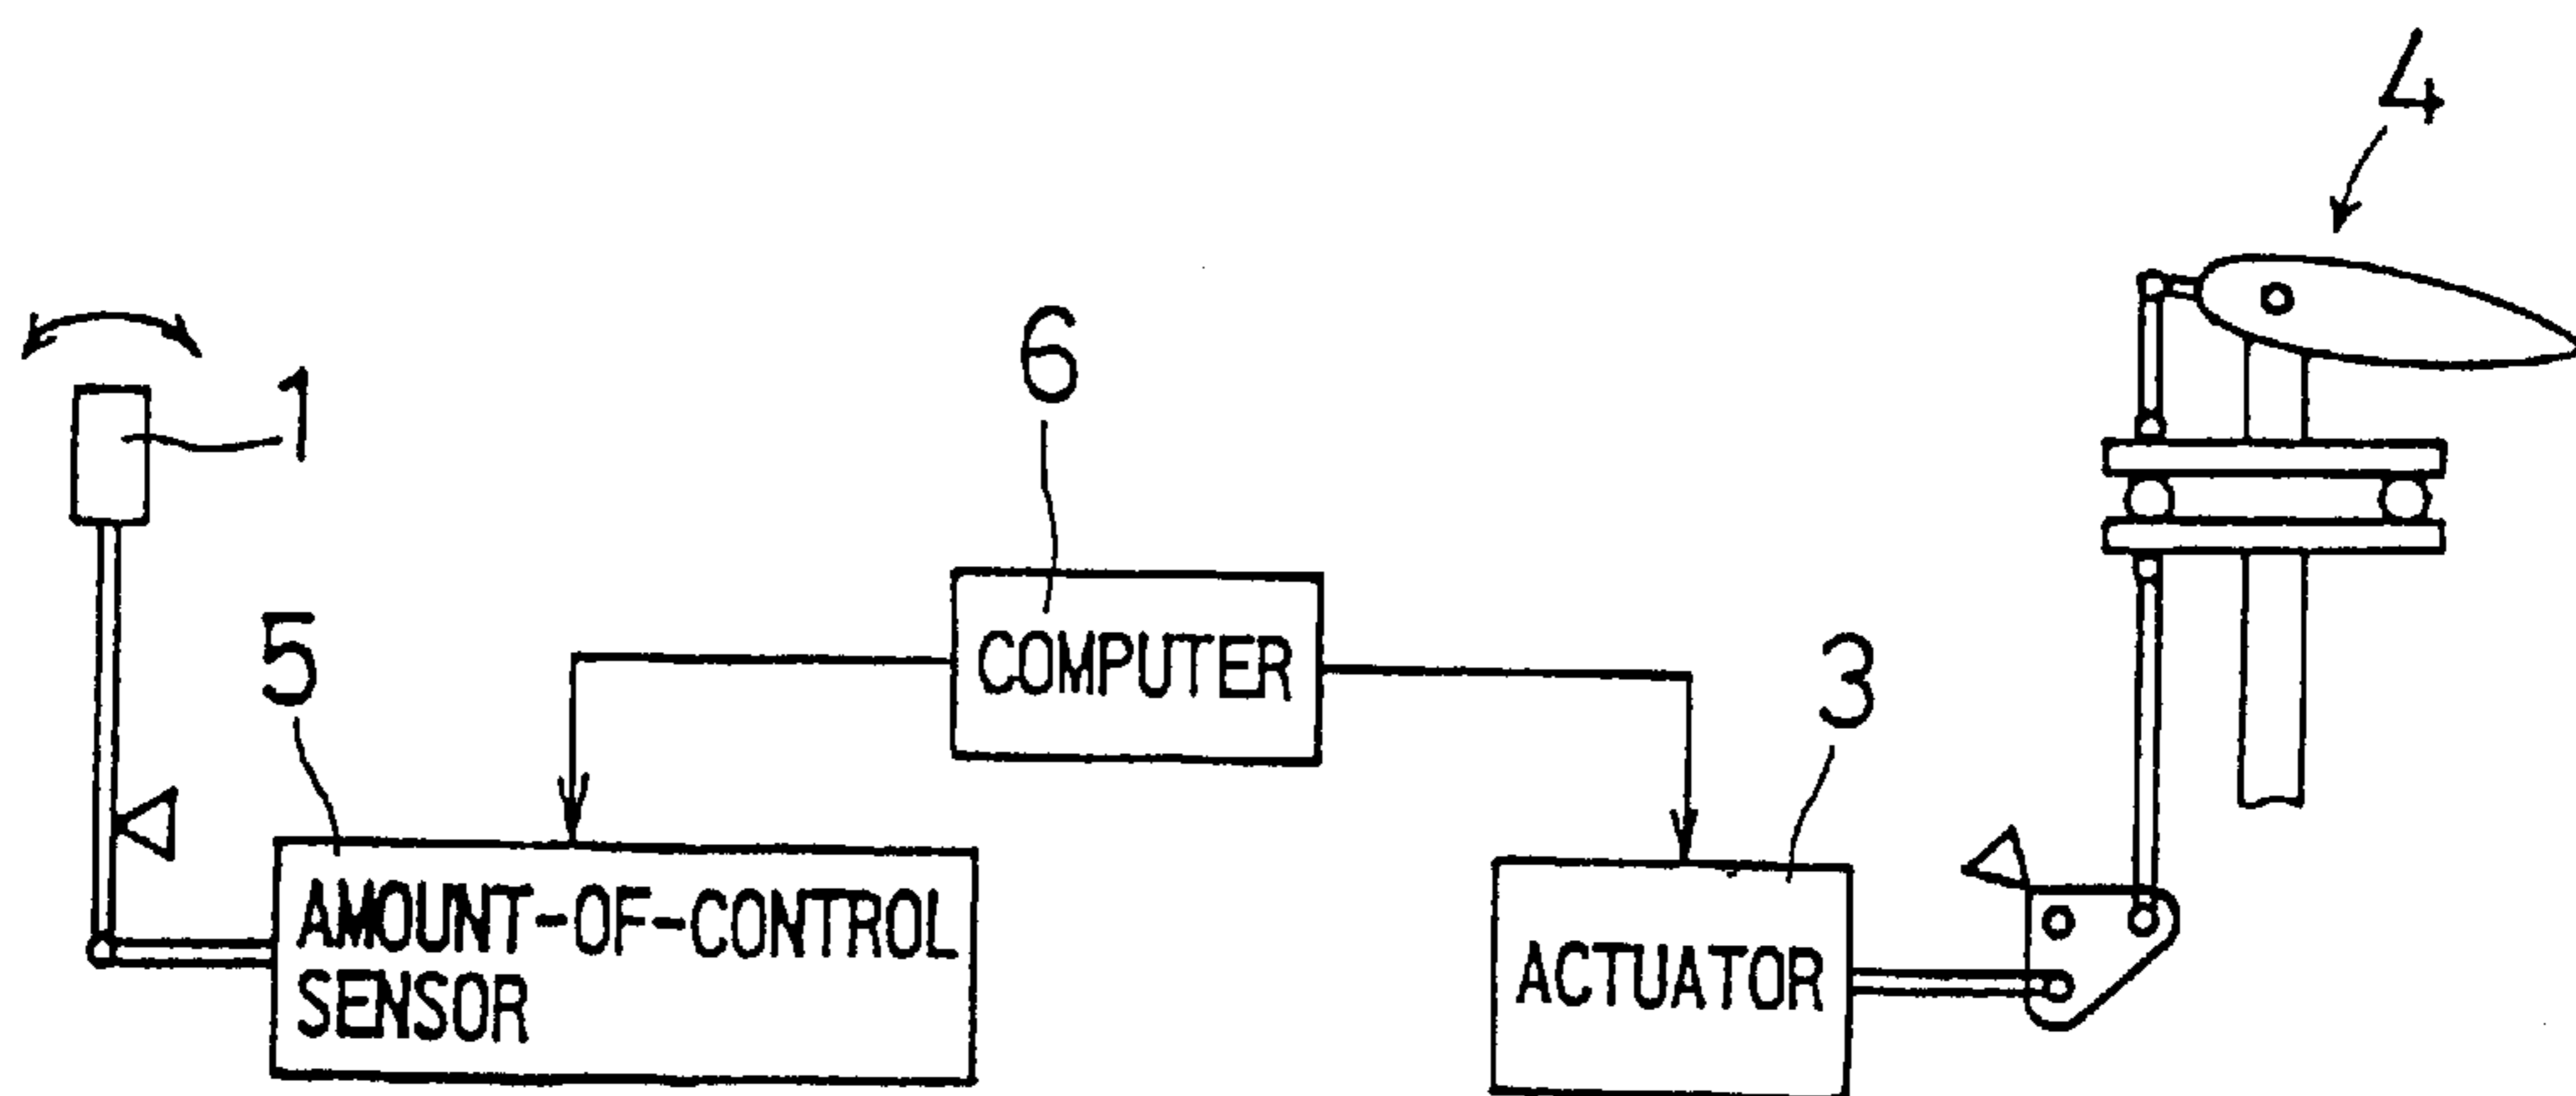 4
1
6
5
COMPUTER
3
AMOUNT-OF-CONTROL
SENSOR
ACTUATOR